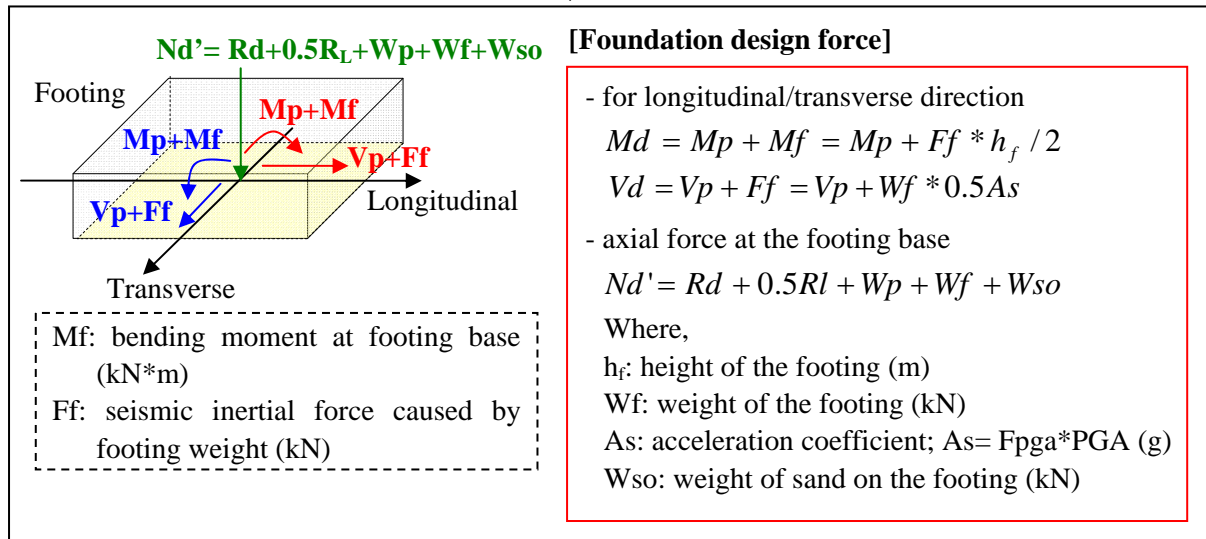 Nd’= Rd+0.5R_L+Wp+Wf+Wso
Footing
Mp+Mf
Mp+Mf
Vp+Ff
Longitudinal
Vp+Ff
Transverse
Mf: bending moment at footing base
(kN*m)
Ff: seismic inertial force caused by
footing weight (kN)
[Foundation design force]
- for longitudinal/transverse direction
Md = Mp + Mf = Mp + Ff * h_f / 2
Vd = Vp + Ff = Vp + Wf * 0.5As
- axial force at the footing base
Nd' = Rd + 0.5Rl + Wp + Wf + Wso
Where,
h_f: height of the footing (m)
Wf: weight of the footing (kN)
As: acceleration coefficient; As= Fpga*PGA (g)
Wso: weight of sand on the footing (kN)